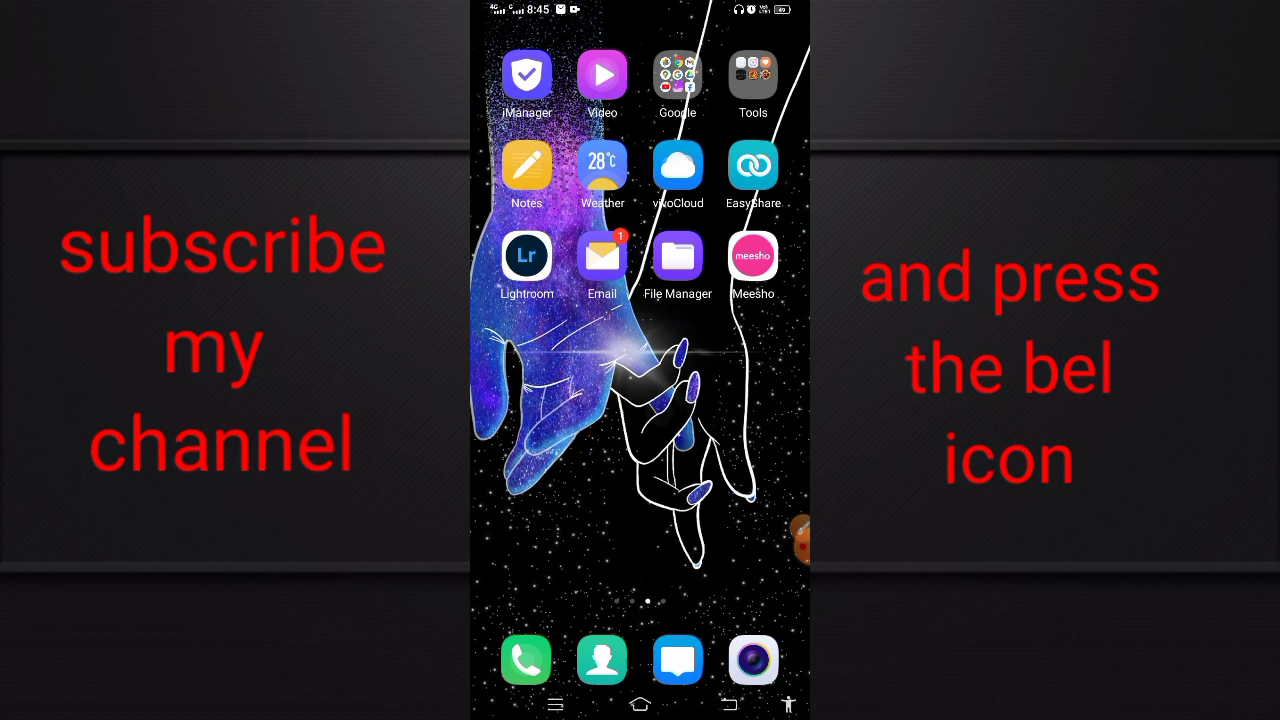 8:45
49
iManager
Video
Google
Tools
28°c
Notes
Weather
vivoCloud
EasyShare
Lr
1
meesho
Lightroom
Email
File Manager
Meesho
subscribe
my
channel
and press
the bel
icon